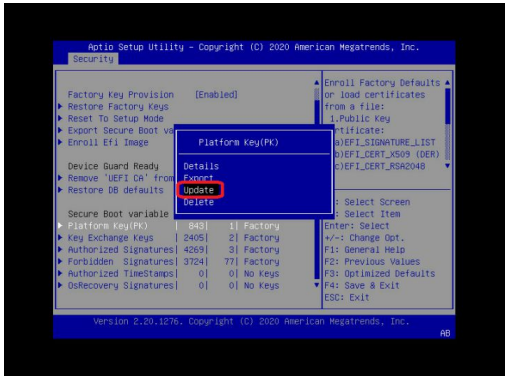 Aptio Setup Utility – Copyright (C) 2020 American Megatrends, Inc.
Security
Factory Key Provision [Enabled]
Restore Factory Keys
Reset To Setup Mode
Export Secure Boot va
Enroll Efi Image
Device Guard Ready
Remove 'UEFI CA' from
Restore DB defaults
Secure Boot variable
Platform Key(PK) | 843| 1| Factory
Key Exchange Keys | 2405| 2| Factory
Authorized Signatures| 4269| 3| Factory
Forbidden Signatures| 3724| 77| Factory
Authorized TimeStamps| 0| 0| No Keys
OsRecovery Signatures| 0| 0| No Keys
Platform Key(PK)
Details
Export
Update
Delete
Enroll Factory Defaults
or load certificates
from a file:
1.Public Key
rtificate:
a)EFI_SIGNATURE_LIST
b)EFI_CERT_X509 (DER)
c)EFI_CERT_RSA2048
: Select Screen
: Select Item
Enter: Select
+/-: Change Opt.
F1: General Help
F2: Previous Values
F3: Optimized Defaults
F4: Save & Exit
ESC: Exit
Version 2.20.1276. Copyright (C) 2020 American Megatrends, Inc.
AB